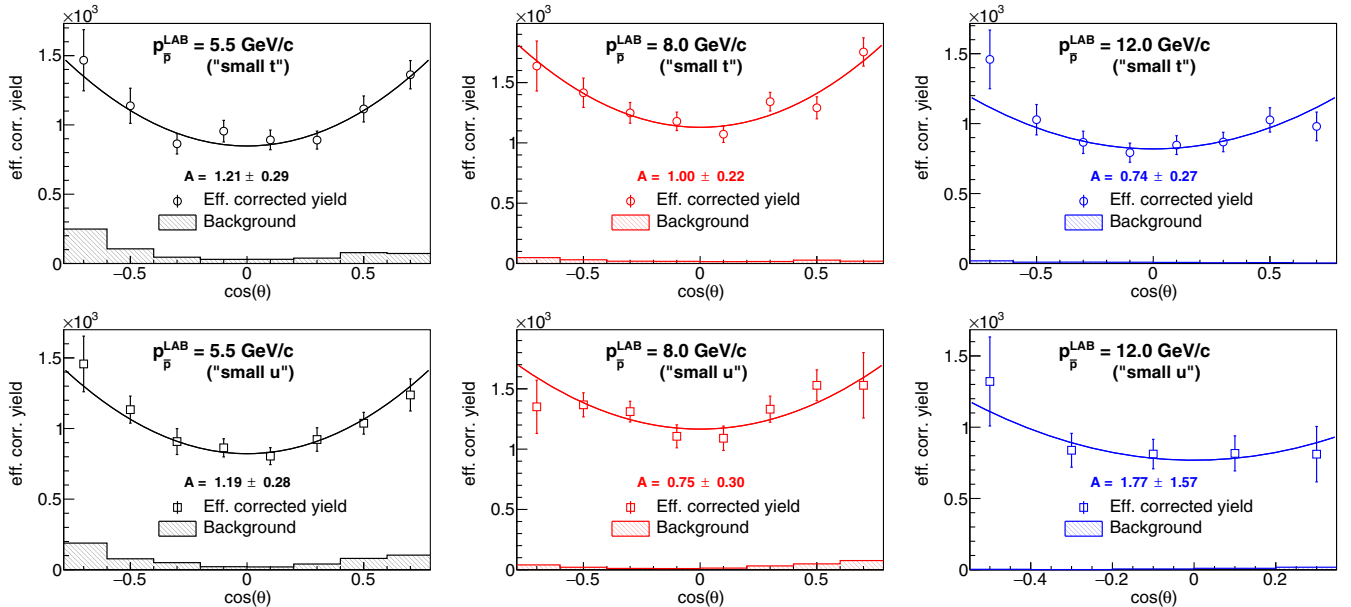 ×10³
p_p̄^LAB = 5.5 GeV/c
("small t")
eff. corr. yield
1.5
1
0.5
0
A = 1.21 ± 0.29
Eff. corrected yield
Background
−0.5 0 0.5
cos(θ)
×10³
p_p̄^LAB = 8.0 GeV/c
("small t")
eff. corr. yield
1.5
1
0.5
0
A = 1.00 ± 0.22
Eff. corrected yield
Background
−0.5 0 0.5
cos(θ)
×10³
p_p̄^LAB = 12.0 GeV/c
("small t")
eff. corr. yield
1.5
1
0.5
0
A = 0.74 ± 0.27
Eff. corrected yield
Background
−0.5 0 0.5
cos(θ)
×10³
p_p̄^LAB = 5.5 GeV/c
("small u")
eff. corr. yield
1.5
1
0.5
0
A = 1.19 ± 0.28
Eff. corrected yield
Background
−0.5 0 0.5
cos(θ)
×10³
p_p̄^LAB = 8.0 GeV/c
("small u")
eff. corr. yield
1.5
1
0.5
0
A = 0.75 ± 0.30
Eff. corrected yield
Background
−0.5 0 0.5
cos(θ)
×10³
p_p̄^LAB = 12.0 GeV/c
("small u")
eff. corr. yield
1.5
1
0.5
0
A = 1.77 ± 1.57
Eff. corrected yield
Background
−0.4 −0.2 0 0.2
cos(θ)